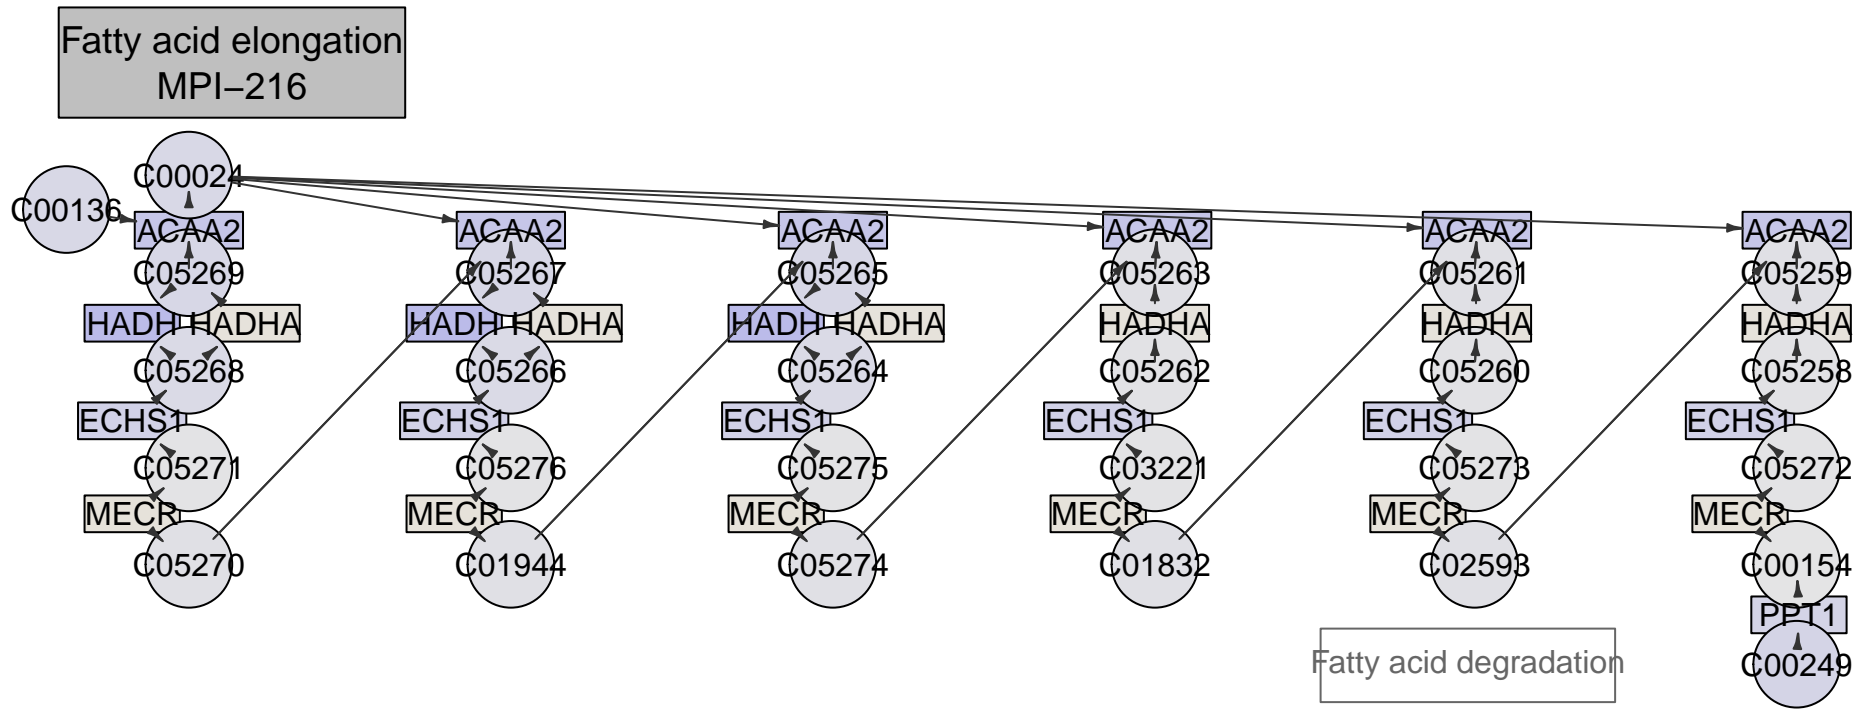 Fatty acid elongation
MPI−216
C00024
C00136
ACAA2 ACAA2 ACAA2 ACAA2 ACAA2 ACAA2
C05269 C05267 C05265 C05263 C05261 C05259
HADH HADHA HADH HADHA HADH HADHA HADHA HADHA HADHA
C05268 C05266 C05264 C05262 C05260 C05258
ECHS1 ECHS1 ECHS1 ECHS1 ECHS1 ECHS1
C05271 C05276 C05275 C03221 C05273 C05272
MECR MECR MECR MECR MECR MECR
C05270 C01944 C05274 C01832 C02593 C00154
PPT1
Fatty acid degradation C00249